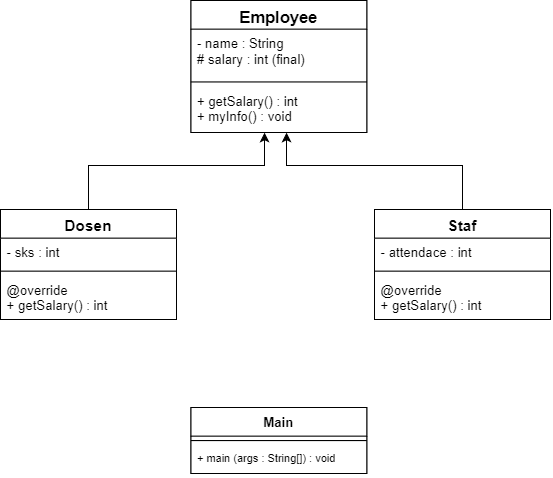 Employee
- name : String
# salary : int (final)
+ getSalary() : int
+ myInfo() : void
Dosen
- sks : int
@override
+ getSalary() : int
Staf
- attendace : int
@override
+ getSalary() : int
Main
+ main (args : String[]) : void